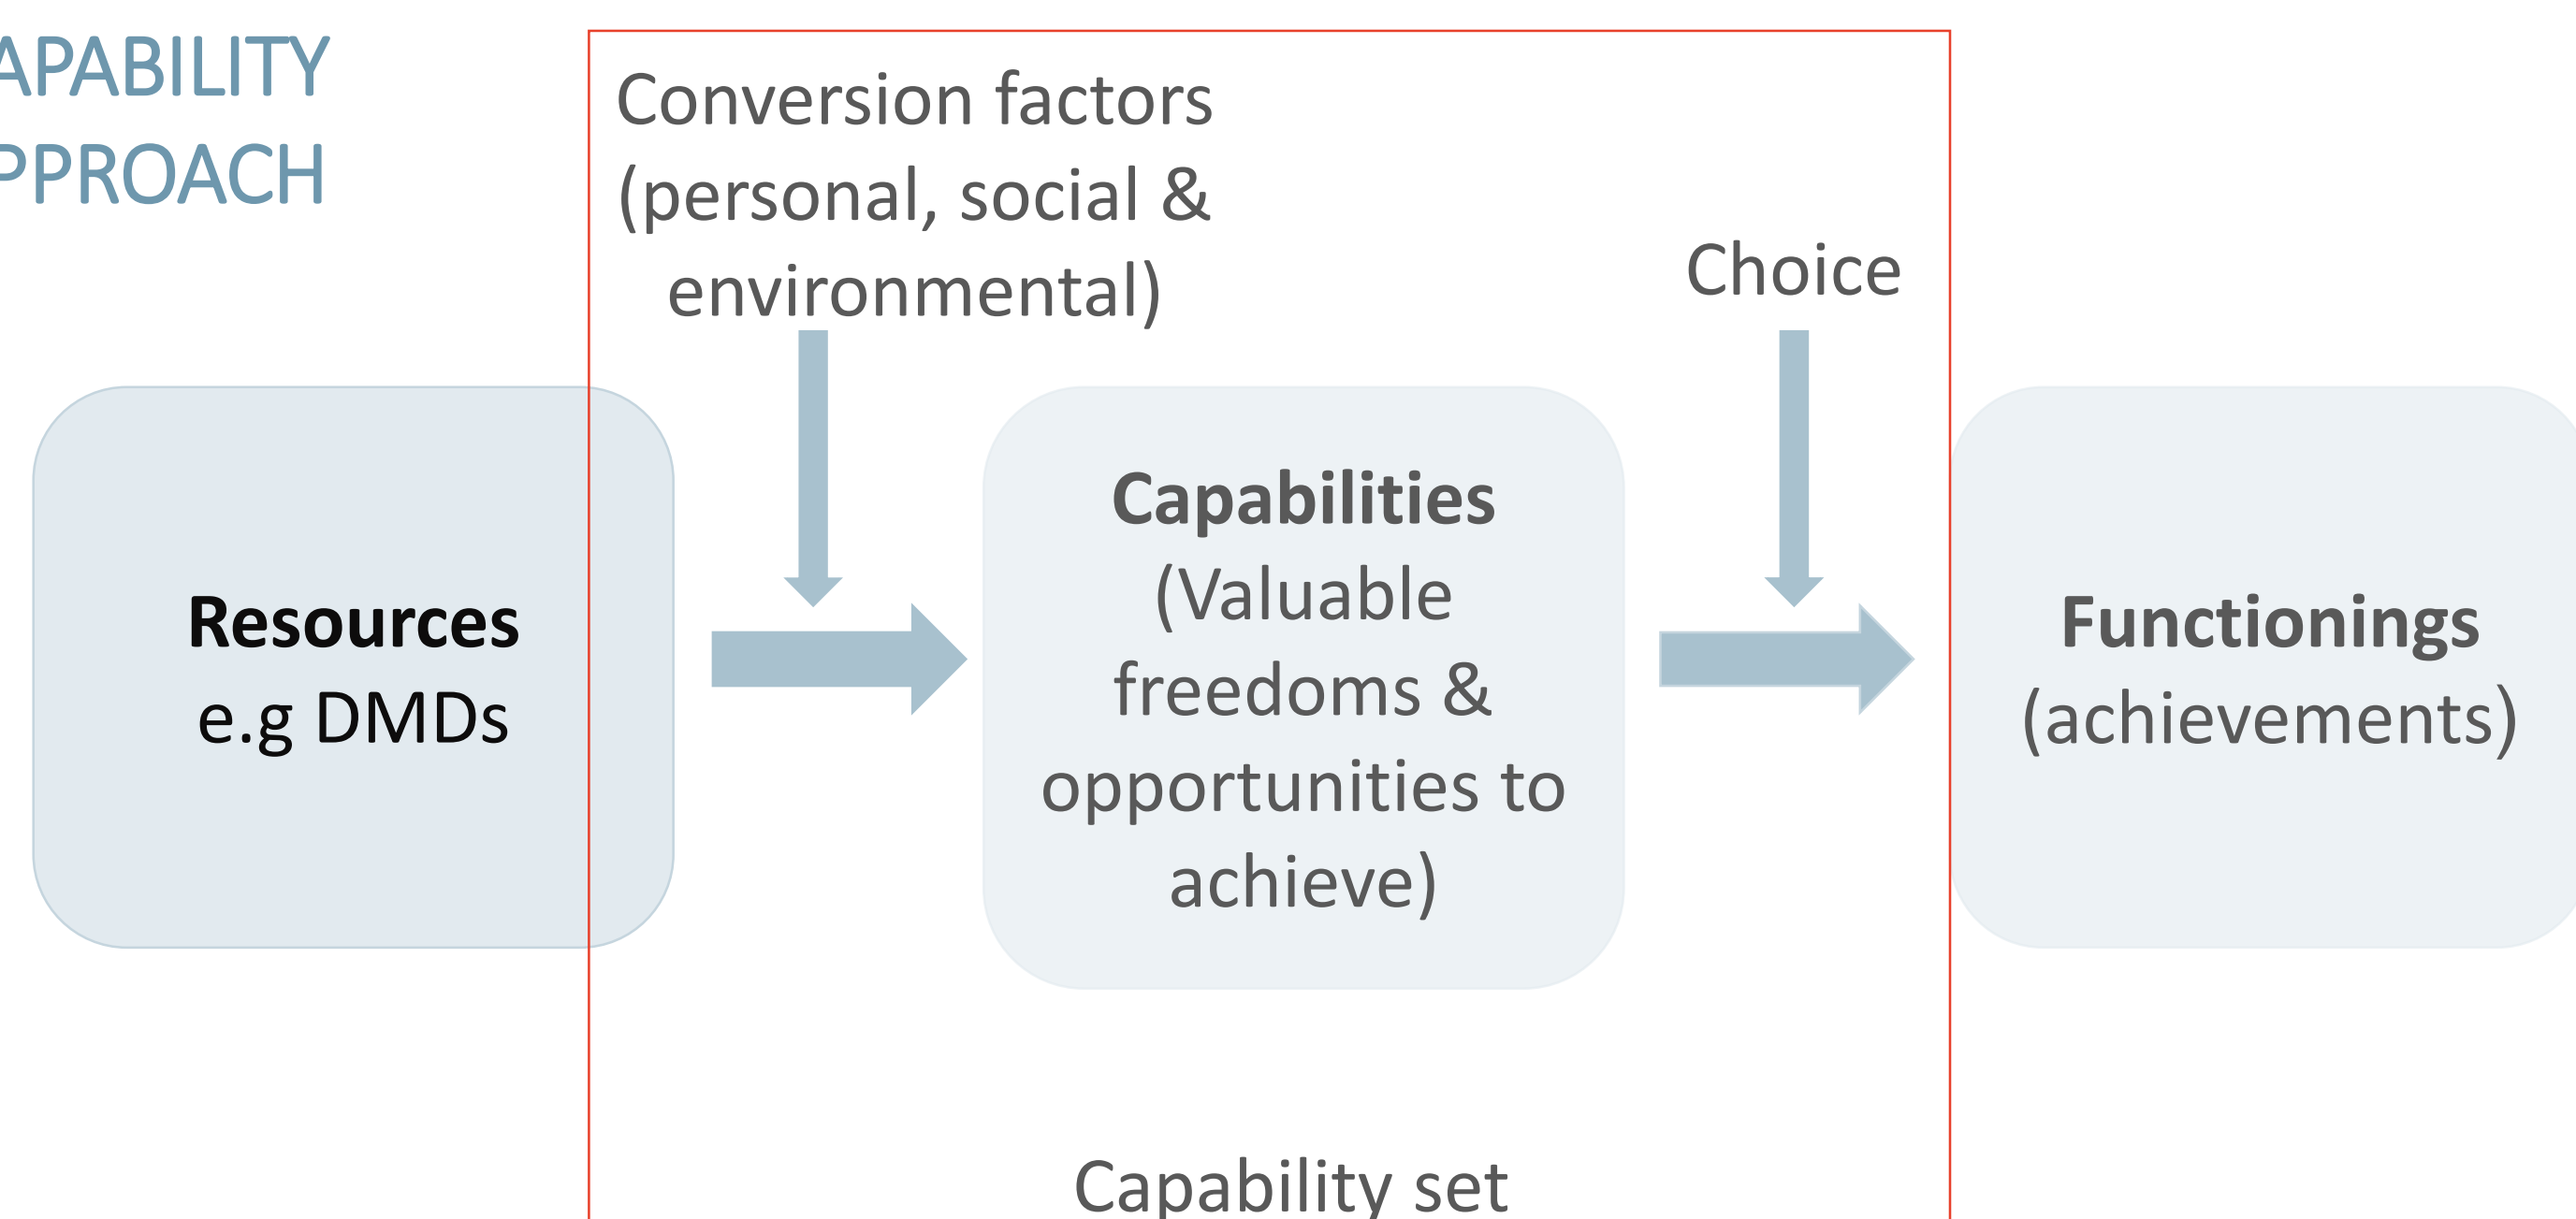 APABILITY
PPROACH
Conversion factors
(personal, social &
environmental)
Choice
Resources
e.g DMDs
Capabilities
(Valuable
freedoms &
opportunities to
achieve)
Functionings
(achievements)
Capability set